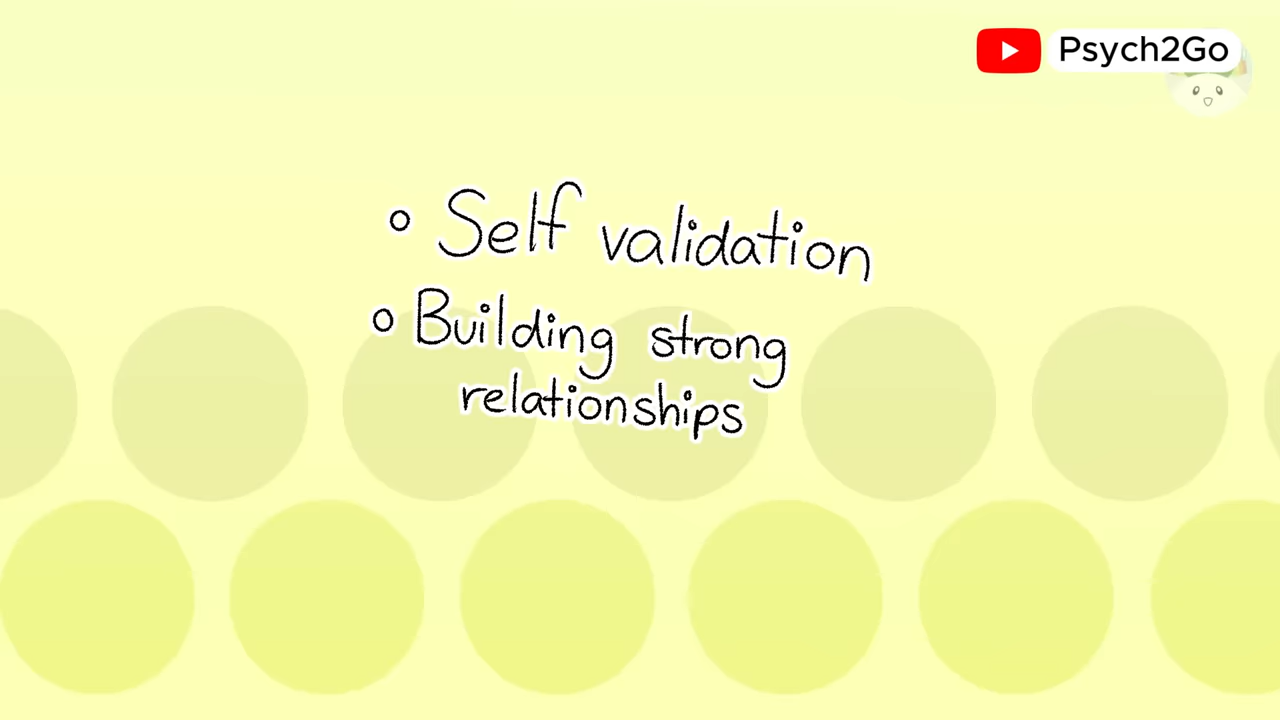 Psych2Go
° Self validation
° Building strong
relationships